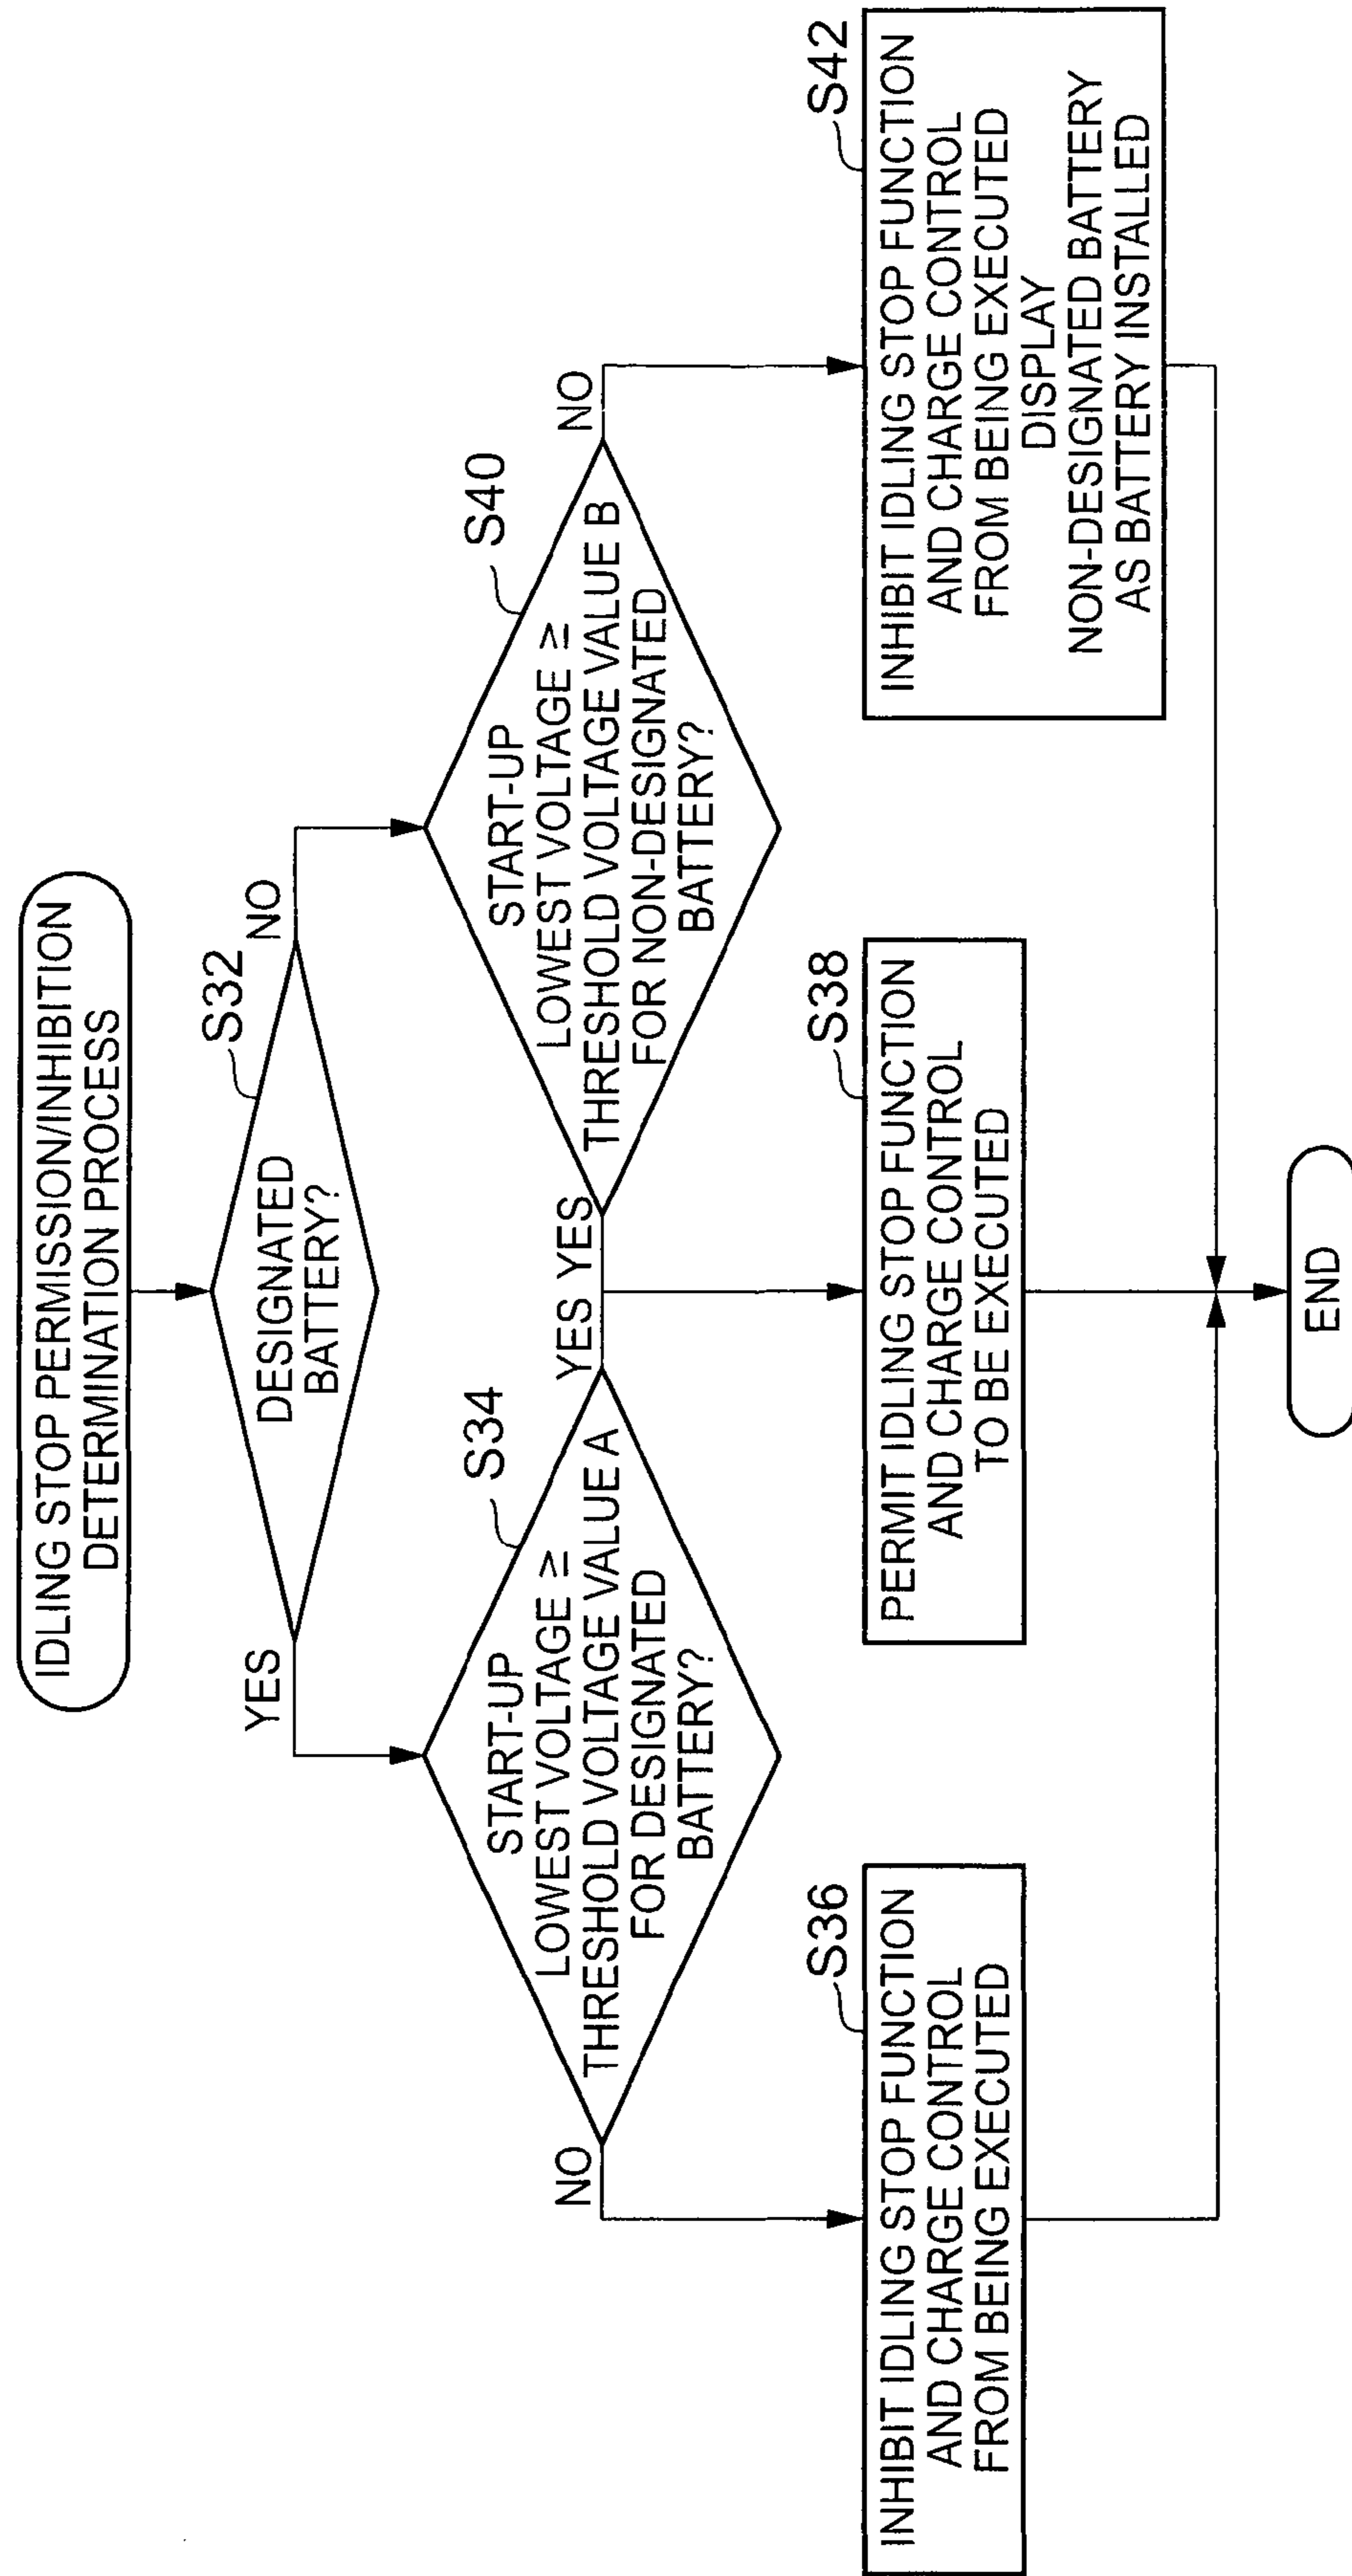 IDLING STOP PERMISSION/INHIBITION
DETERMINATION PROCESS
S32
DESIGNATED
BATTERY?
YES
NO
S34
START-UP
LOWEST VOLTAGE ≥
THRESHOLD VOLTAGE VALUE A
FOR DESIGNATED
BATTERY?
NO
YES
S40
START-UP
LOWEST VOLTAGE ≥
THRESHOLD VOLTAGE VALUE B
FOR NON-DESIGNATED
BATTERY?
YES
NO
S36
INHIBIT IDLING STOP FUNCTION
AND CHARGE CONTROL
FROM BEING EXECUTED
S38
PERMIT IDLING STOP FUNCTION
AND CHARGE CONTROL
TO BE EXECUTED
S42
INHIBIT IDLING STOP FUNCTION
AND CHARGE CONTROL
FROM BEING EXECUTED
DISPLAY
NON-DESIGNATED BATTERY
AS BATTERY INSTALLED
END